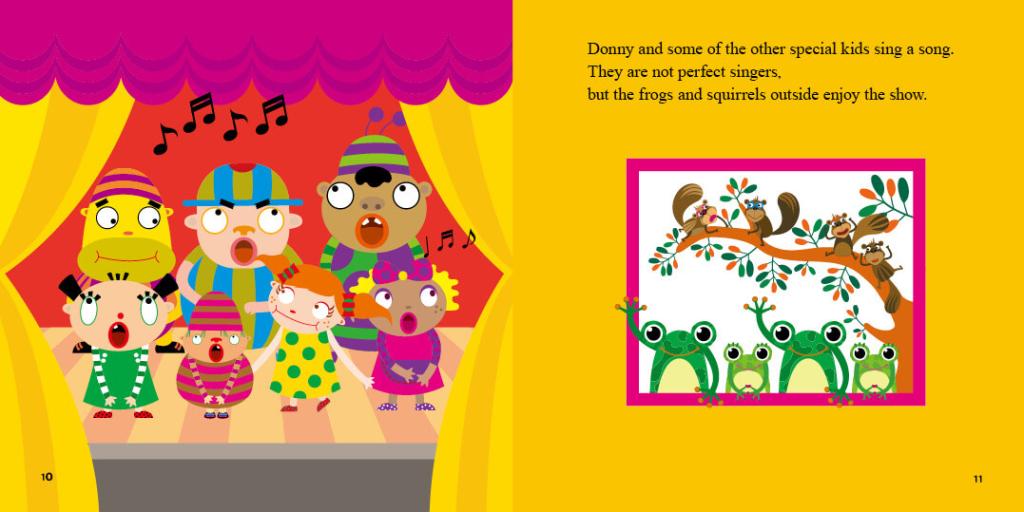 Donny and some of the other special kids sing a song.
They are not perfect singers,
but the frogs and squirrels outside enjoy the show.
10
11